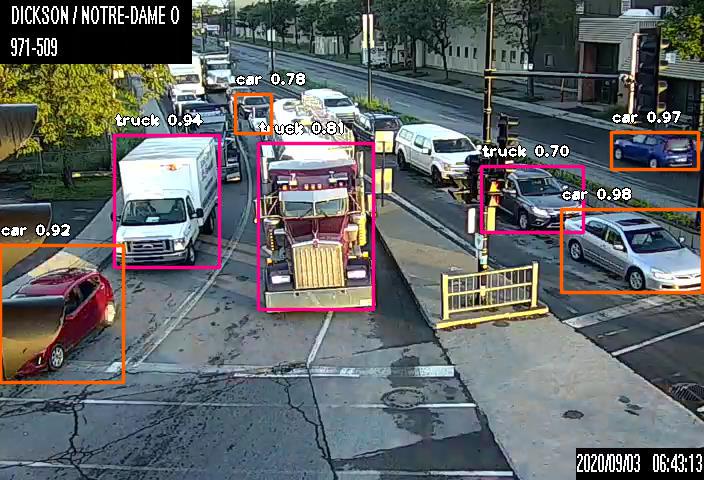 DICKSON / NOTRE-DAME O
971-509
car 0.78
car 0.97
truck 0.94
truck 0.81
truck 0.70
car 0.98
car 0.92
2020/09/03 06:43:13